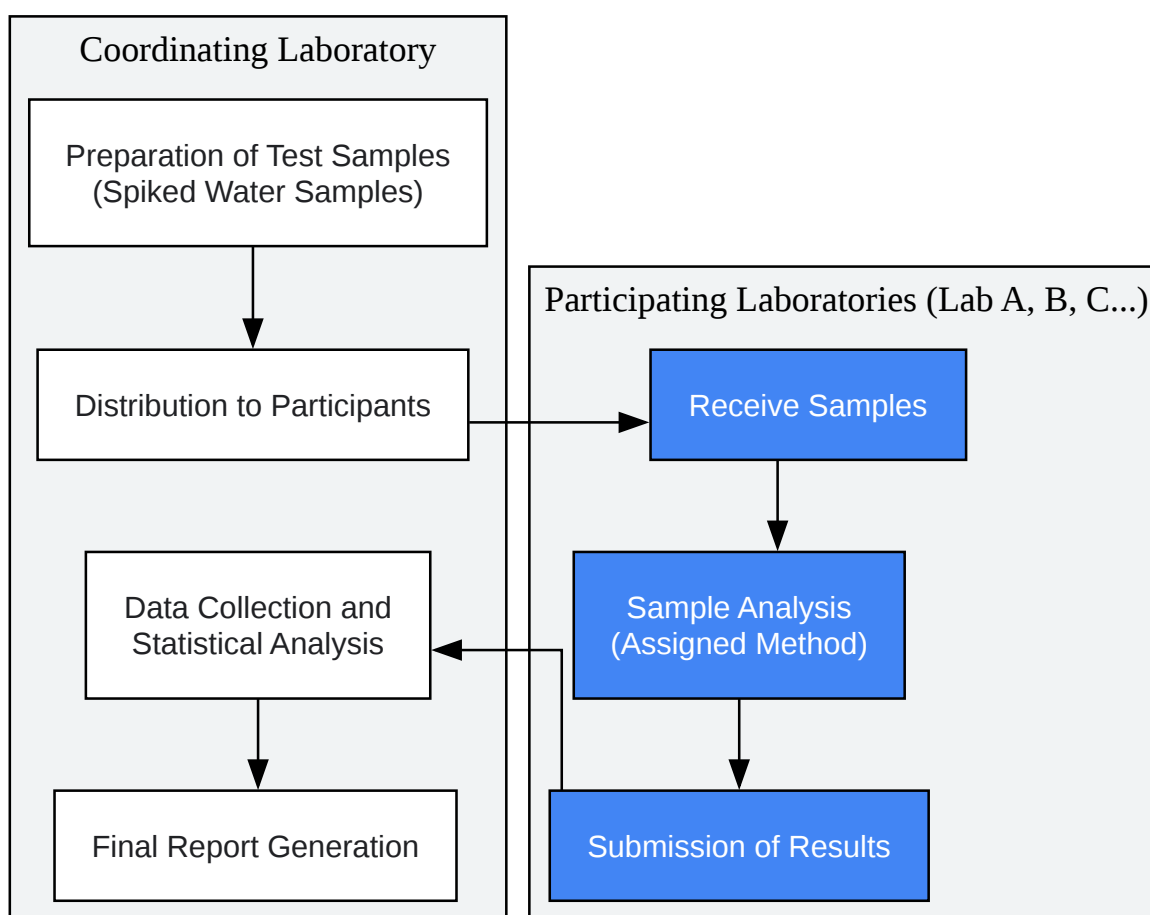 Coordinating Laboratory
Preparation of Test Samples
(Spiked Water Samples)
Distribution to Participants
Data Collection and
Statistical Analysis
Final Report Generation
Participating Laboratories (Lab A, B, C...)
Receive Samples
Sample Analysis
(Assigned Method)
Submission of Results